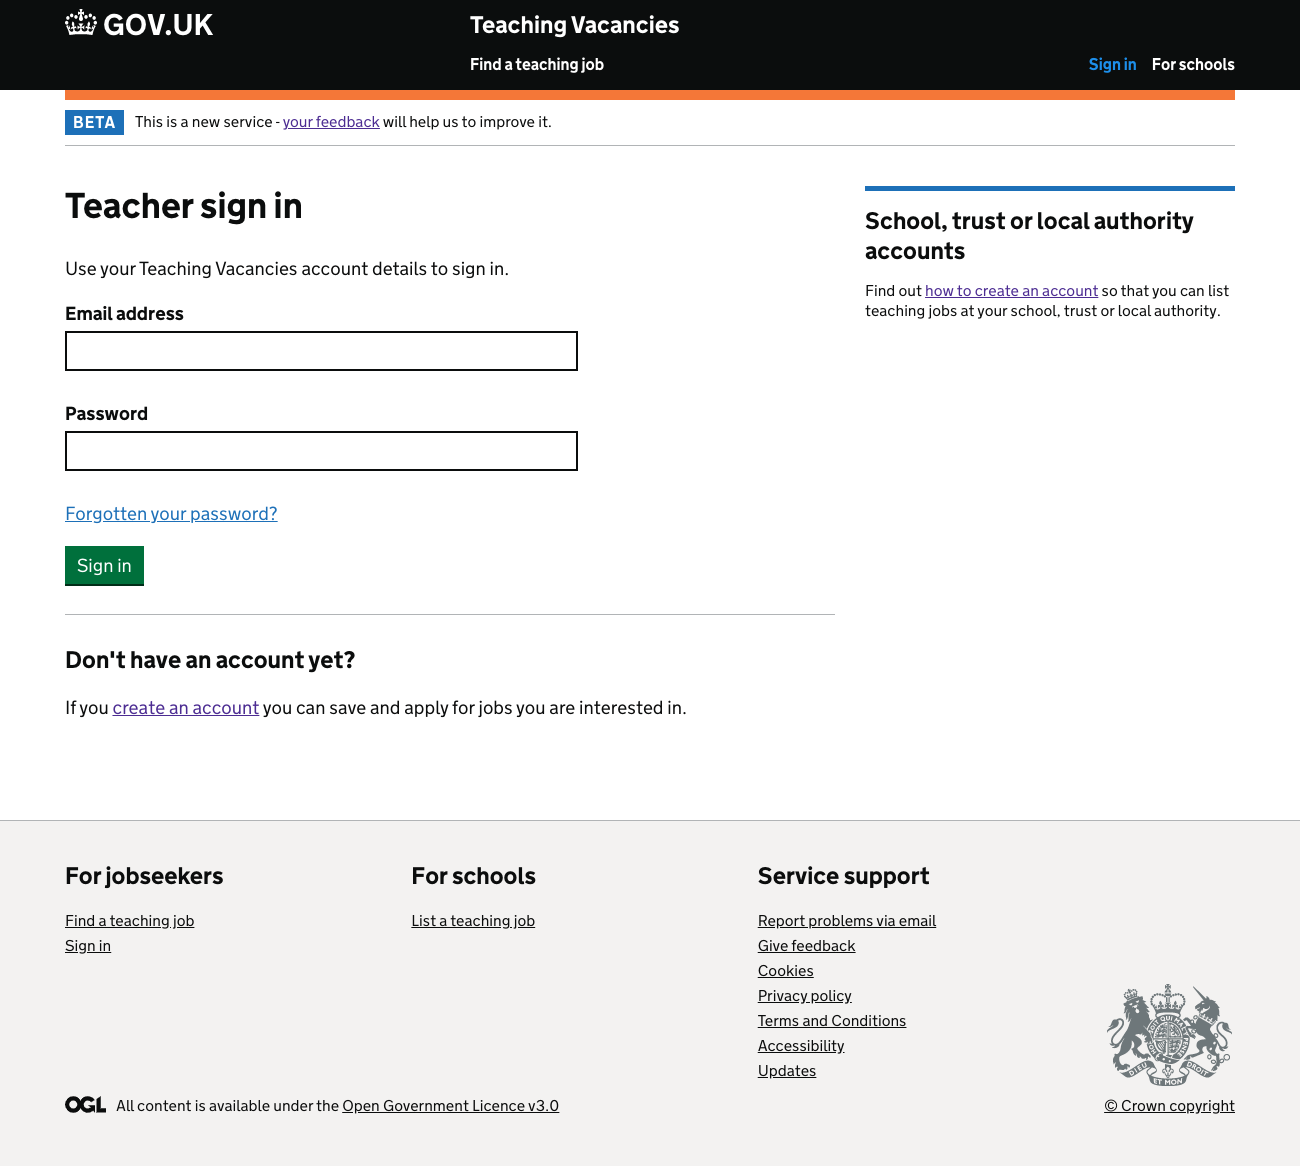 GOV.UK
Teaching Vacancies
Find a teaching job
Sign in
For schools
BETA
This is a new service - your feedback will help us to improve it.
Teacher sign in
Use your Teaching Vacancies account details to sign in.
Email address
Password
Forgotten your password?
Sign in
Don't have an account yet?
If you create an account you can save and apply for jobs you are interested in.
School, trust or local authority
accounts
Find out how to create an account so that you can list
teaching jobs at your school, trust or local authority.
For jobseekers
Find a teaching job
Sign in
For schools
List a teaching job
Service support
Report problems via email
Give feedback
Cookies
Privacy policy
Terms and Conditions
Accessibility
Updates
OGL
All content is available under the Open Government Licence v3.0
DIEU ET MON DROIT
© Crown copyright